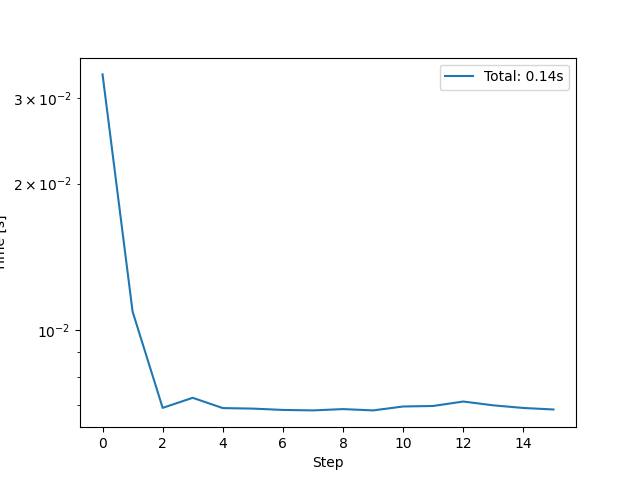 Total: 0.14s
3 × 10⁻²
2 × 10⁻²
10⁻²
Time [s]
0 2 4 6 8 10 12 14
Step